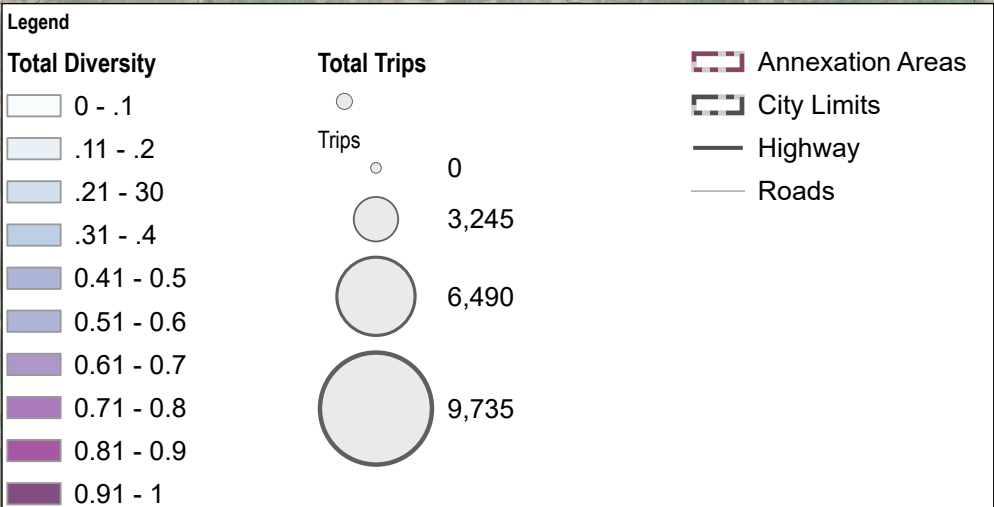 Legend
Total Diversity
0 - .1
.11 - .2
.21 - 30
.31 - .4
0.41 - 0.5
0.51 - 0.6
0.61 - 0.7
0.71 - 0.8
0.81 - 0.9
0.91 - 1
Total Trips
Trips
0
3,245
6,490
9,735
Annexation Areas
City Limits
Highway
Roads